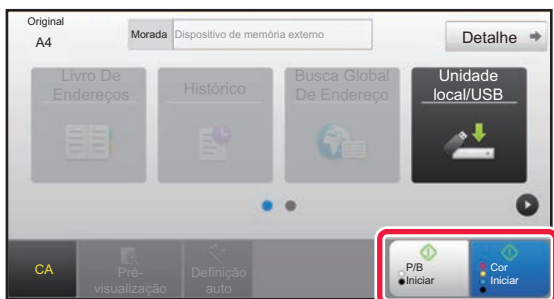 Original
A4
Morada
Dispositivo de memória externo
Detalhe
Livro De
Endereços
Histórico
Busca Global
De Endereço
Unidade
local/USB
CA
Pré-
visualização
Definição
auto
P/B
Iniciar
Cor
Iniciar